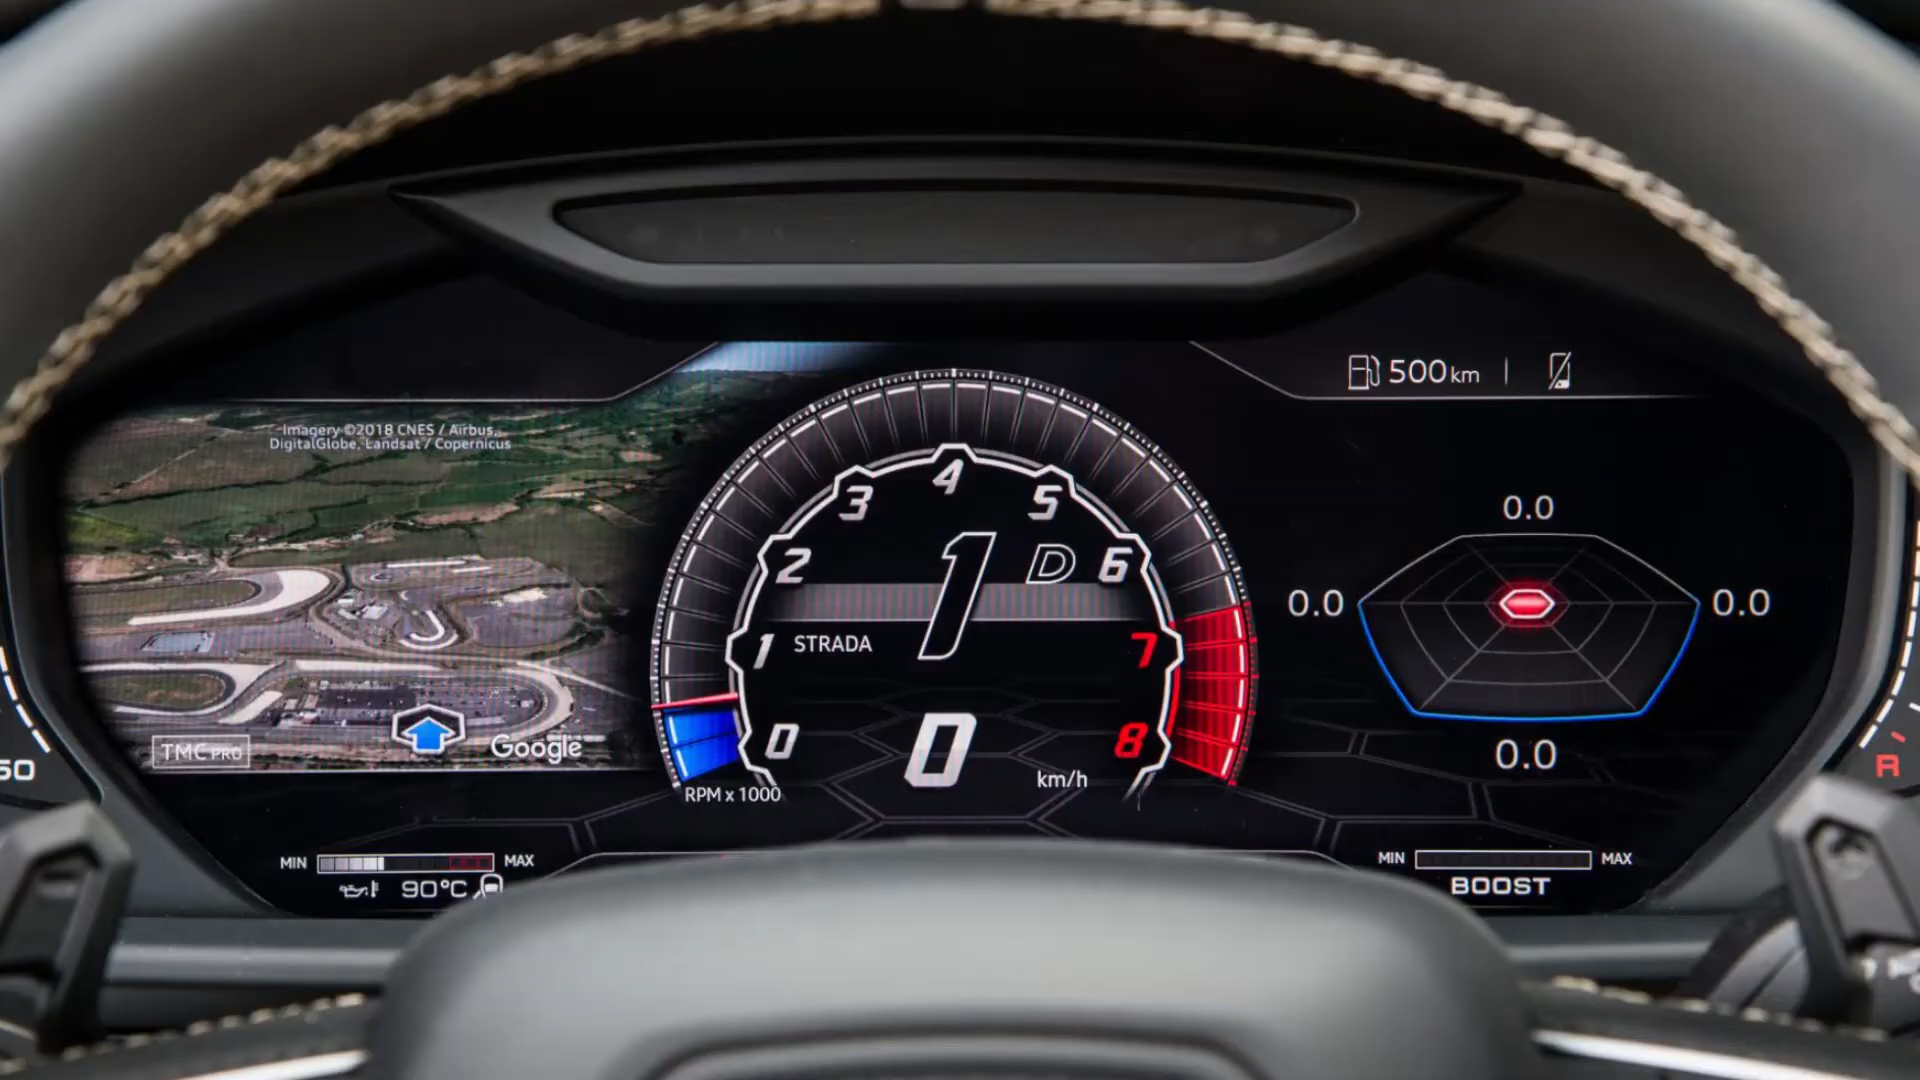 500km
Imagery ©2018 CNES / Airbus,
DigitalGlobe, Landsat / Copernicus
TMC PRO
Google
4
3
5
2
6
1
7
0
8
1 D
STRADA
0
km/h
RPM x 1000
0.0
0.0
0.0
0.0
MIN
MAX
90°C
MIN
MAX
BOOST
R